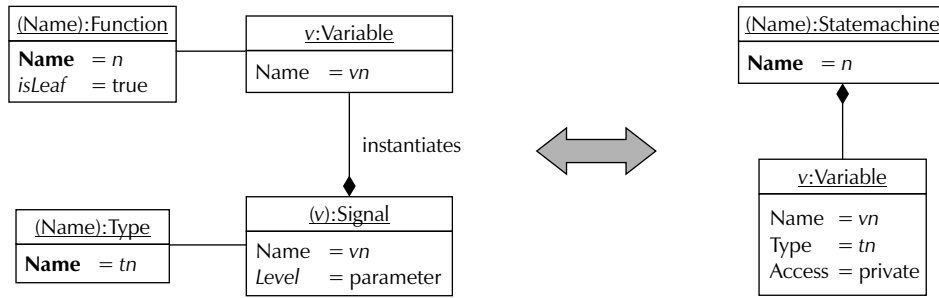 (Name):Function
Name = n
isLeaf = true
v:Variable
Name = vn
instantiates
(Name):Type
Name = tn
(v):Signal
Name = vn
Level = parameter
(Name):Statemachine
Name = n
v:Variable
Name = vn
Type = tn
Access = private